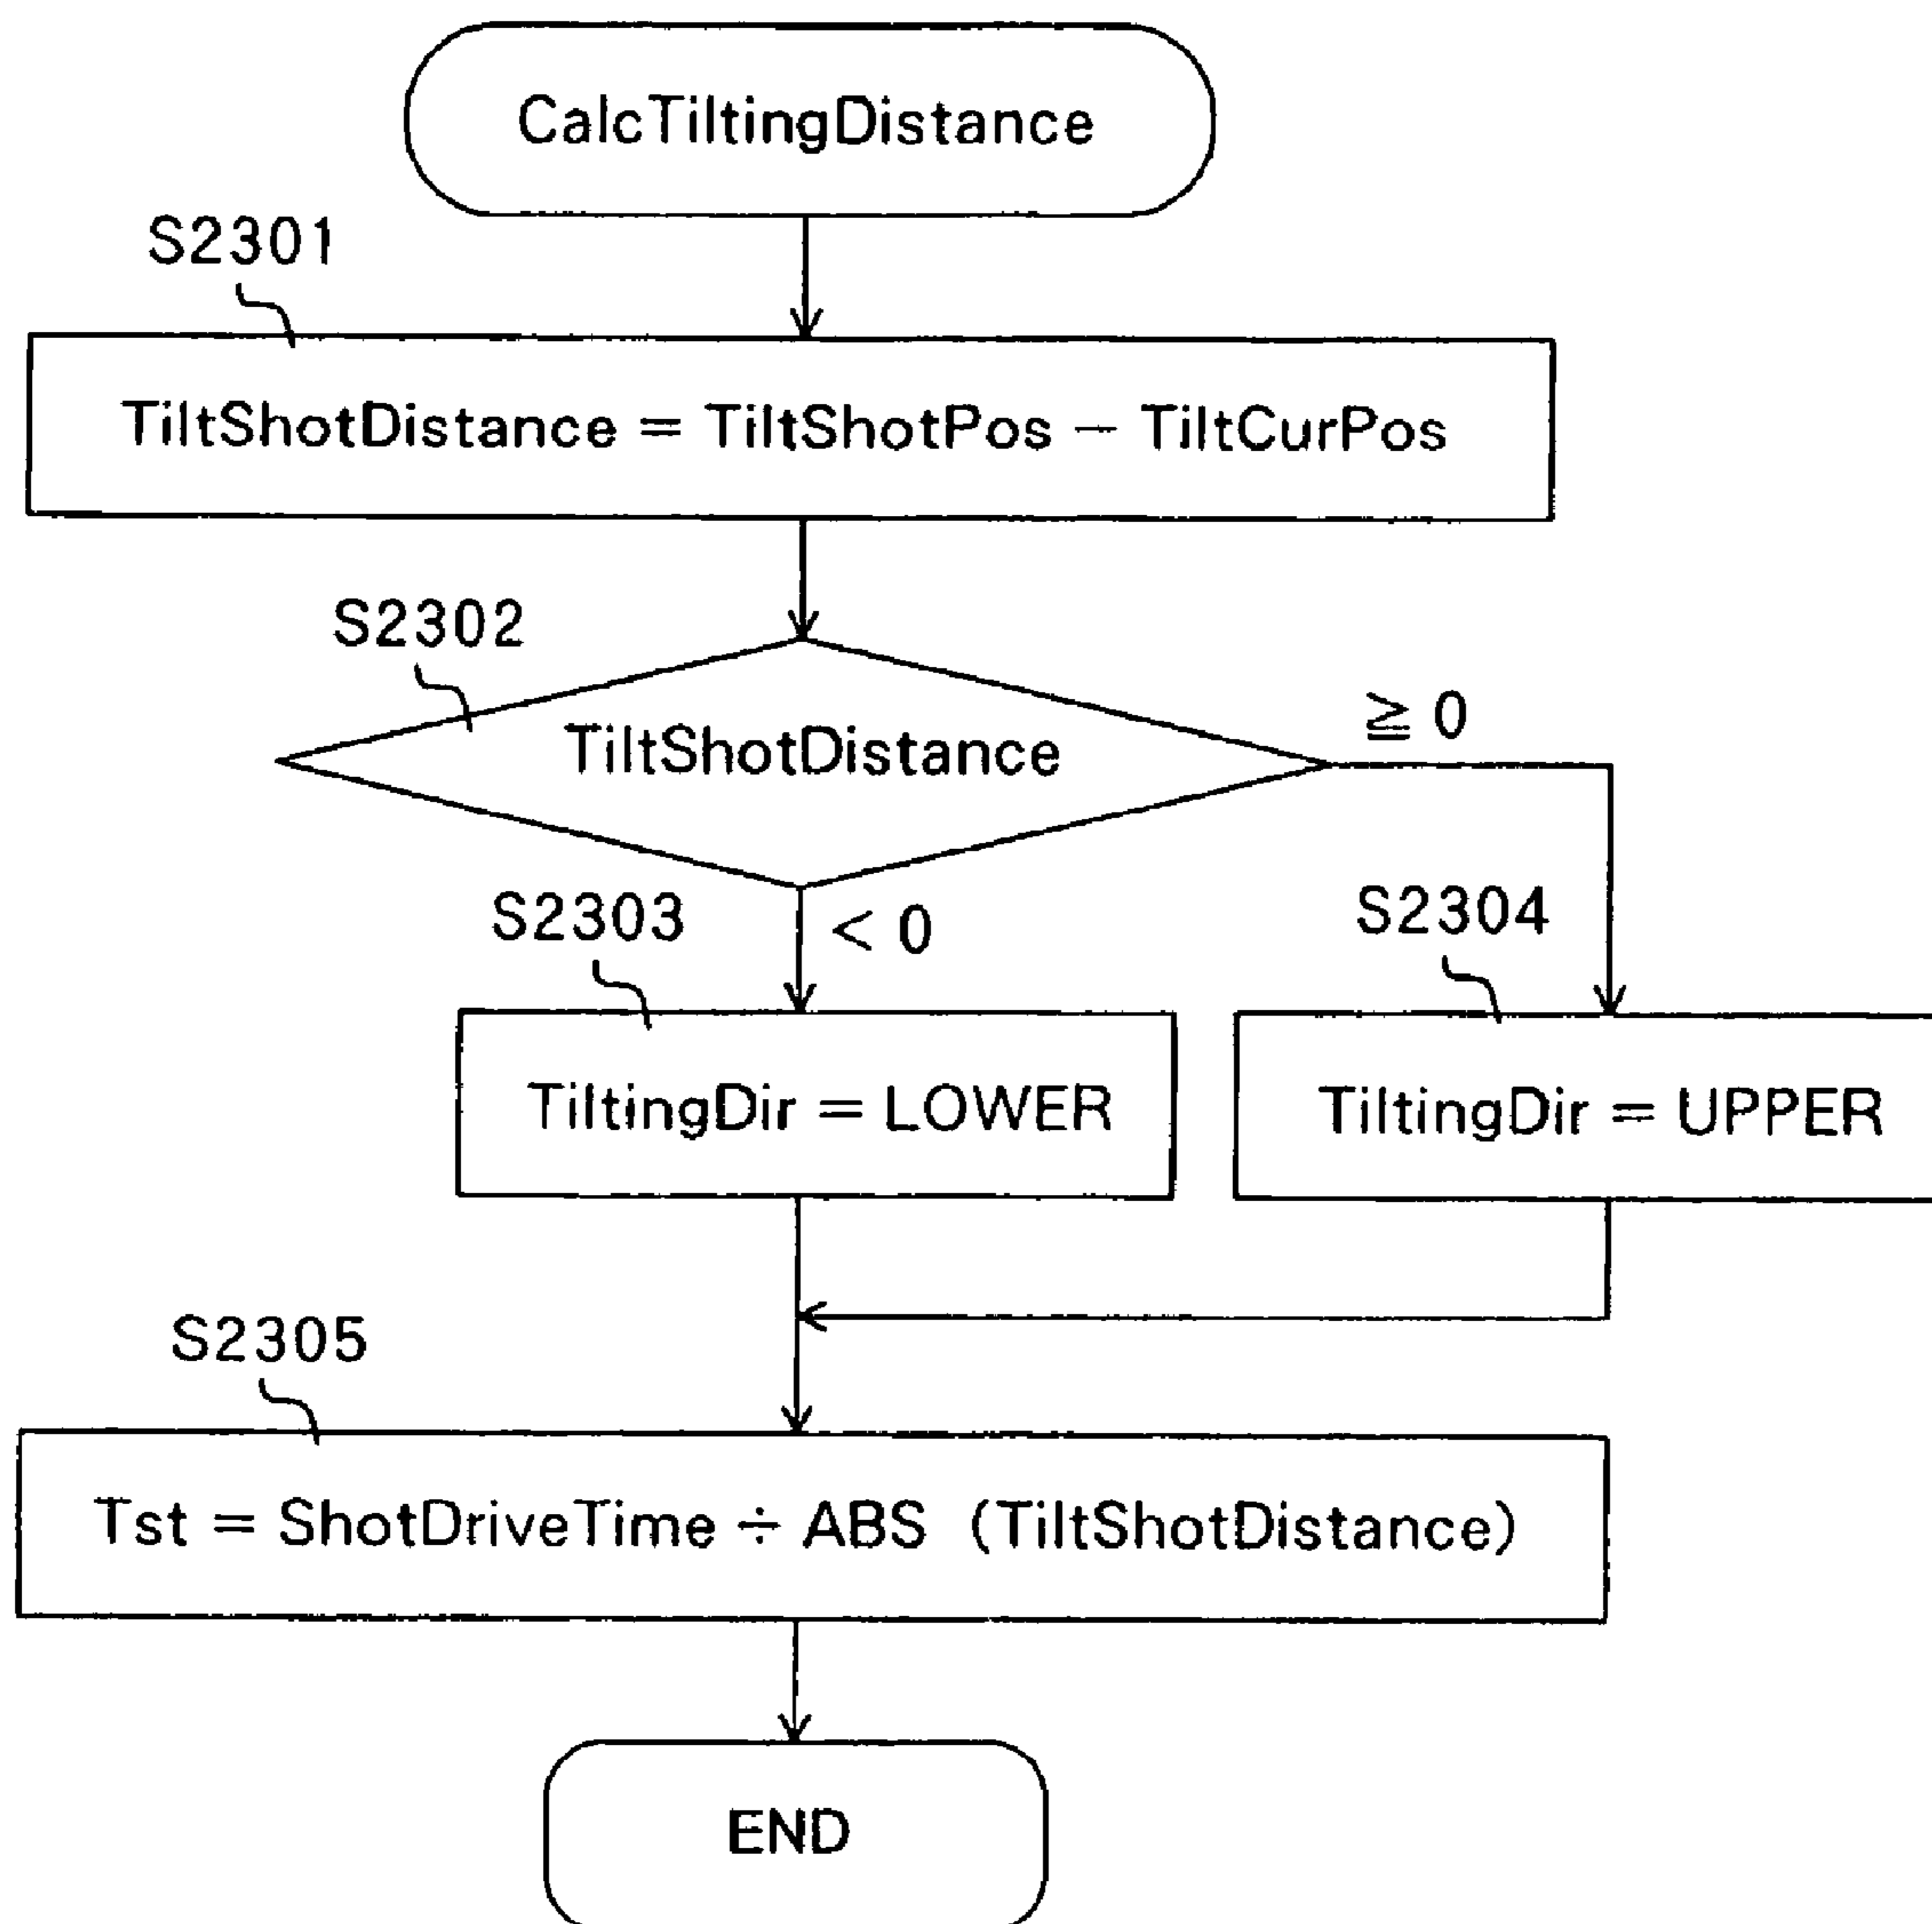 CalcTiltingDistance
S2301
TiltShotDistance = TiltShotPos − TiltCurPos
S2302
TiltShotDistance
≧ 0
S2303
< 0
S2304
TiltingDir = LOWER
TiltingDir = UPPER
S2305
Tst = ShotDriveTime ÷ ABS (TiltShotDistance)
END